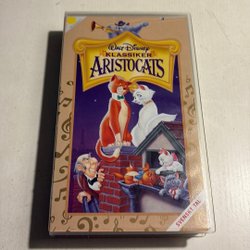 Walt Disney
KLASSIKER
ARISTOCATS
SVENSKT TAL